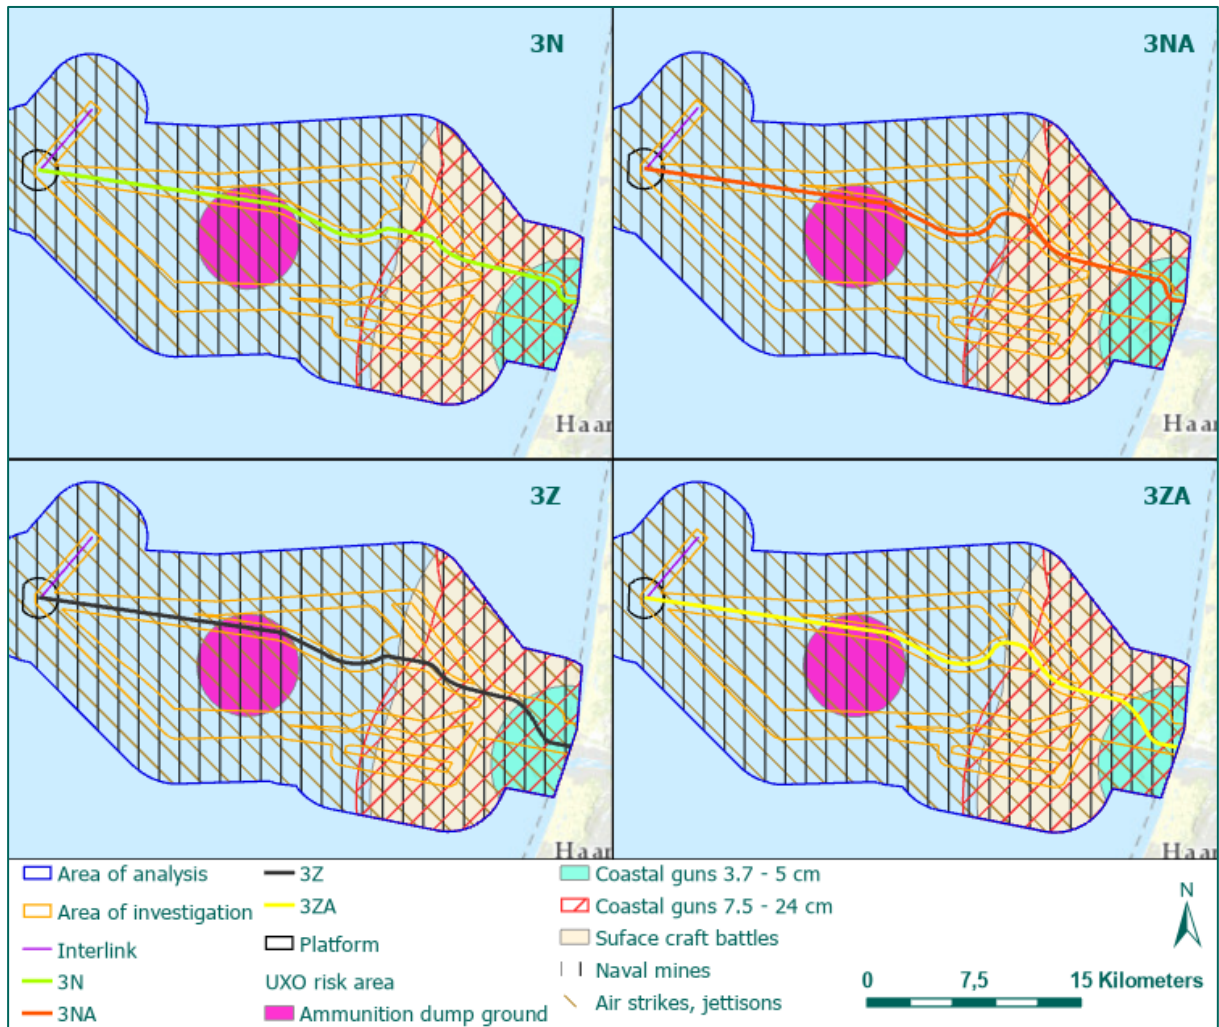 3N
3NA
Haar
Haar
3Z
3ZA
Haar
Haar
Area of analysis
Area of investigation
Interlink
3N
3NA
3Z
3ZA
Platform
UXO risk area
Ammunition dump ground
Coastal guns 3.7 - 5 cm
Coastal guns 7.5 - 24 cm
Suface craft battles
Naval mines
Air strikes, jettisons
N
0 7,5 15 Kilometers